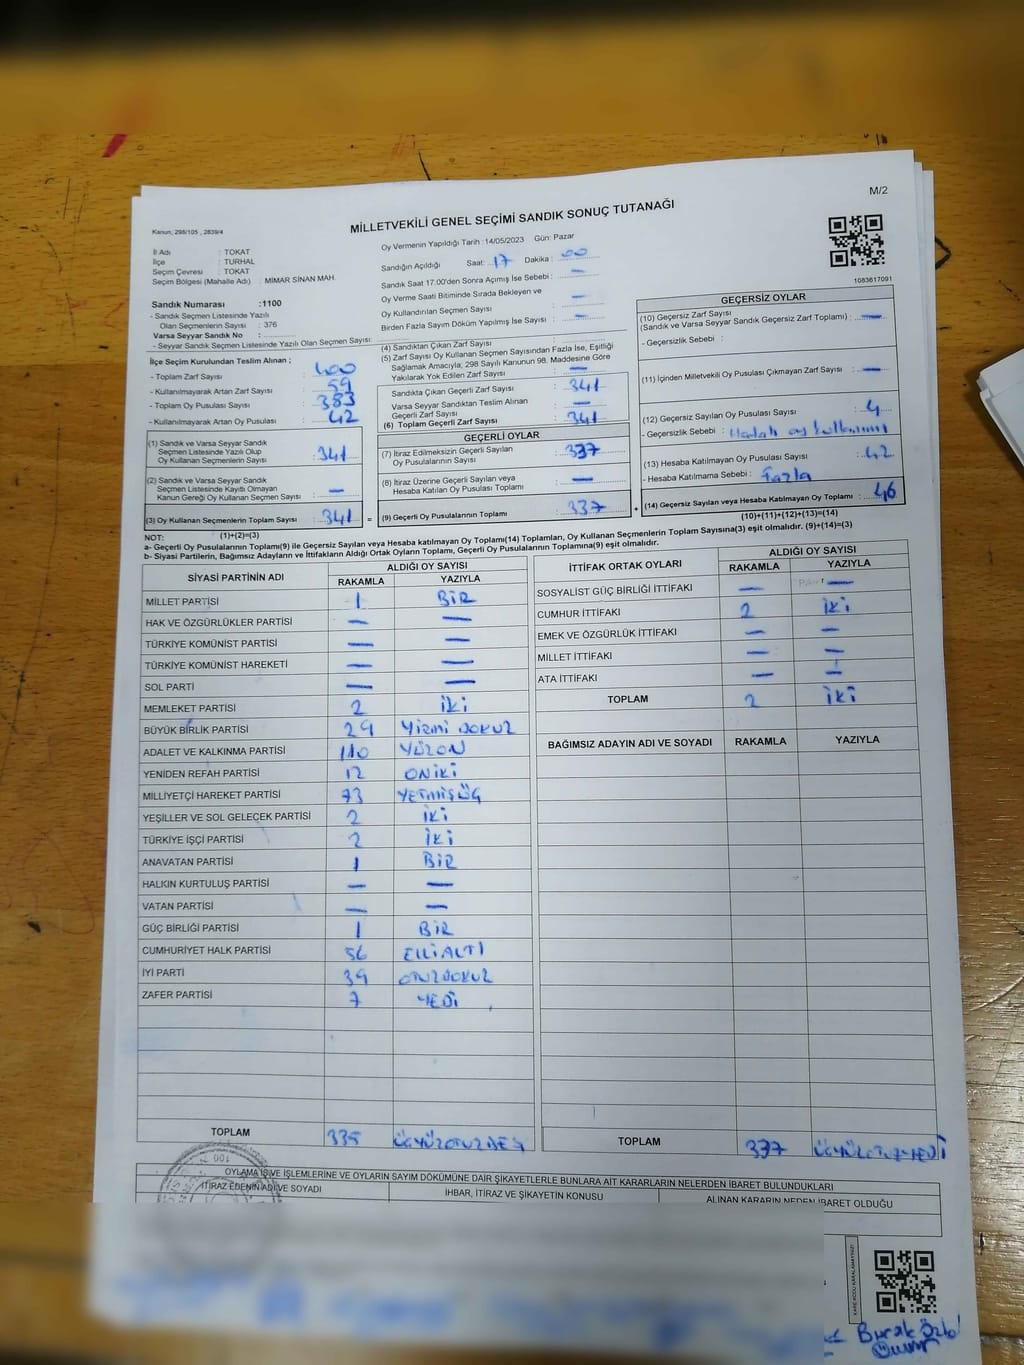 M/2
MİLLETVEKİLİ GENEL SEÇİMİ SANDIK SONUÇ TUTANAĞI
Kanun; 298/105 , 2839/4
İl Adı : TOKAT
İlçe : TURHAL
Seçim Çevresi : TOKAT
Seçim Bölgesi (Mahalle Adı) : MİMAR SİNAN MAH.
Sandık Numarası :1100
- Sandık Seçmen Listesinde Yazılı
Olan Seçmenlerin Sayısı : 376
Varsa Seyyar Sandık No :
- Seyyar Sandık Seçmen Listesinde Yazılı Olan Seçmen Sayısı:
Oy Vermenin Yapıldığı Tarih :14/05/2023 Gün: Pazar
Sandığın Açıldığı Saat: 17 Dakika : 00
Sandık Saat 17:00'den Sonra Açımış İse Sebebi : —
Oy Verme Saati Bitiminde Sırada Bekleyen ve
Oy Kullandırılan Seçmen Sayısı : —
Birden Fazla Sayım Döküm Yapılmış İse Sayısı : —
1083617091
İlçe Seçim Kurulundan Teslim Alınan ;
- Toplam Zarf Sayısı : 400
- Kullanılmayarak Artan Zarf Sayısı : 59
- Toplam Oy Pusulası Sayısı : 383
- Kullanılmayarak Artan Oy Pusulası : 42
(1) Sandık ve Varsa Seyyar Sandık
Seçmen Listesinde Yazılı Olup
Oy Kullanan Seçmenlerin Sayısı : 341
(2) Sandık ve Varsa Seyyar Sandık
Seçmen Listesinde Kayıtlı Olmayan
Kanun Gereği Oy Kullanan Seçmen Sayısı : —
(3) Oy Kullanan Seçmenlerin Toplam Sayısı : 341 =
(1)+(2)=(3)
(4) Sandıktan Çıkan Zarf Sayısı :
(5) Zarf Sayısı Oy Kullanan Seçmen Sayısından Fazla İse, Eşitliği
Sağlamak Amacıyla; 298 Sayılı Kanunun 98. Maddesine Göre
Yakılarak Yok Edilen Zarf Sayısı : —
Sandıkta Çıkan Geçerli Zarf Sayısı : 341
Varsa Seyyar Sandıktan Teslim Alınan
Geçerli Zarf Sayısı : —
(6) Toplam Geçerli Zarf Sayısı : 341
GEÇERLİ OYLAR
(7) İtiraz Edilmeksizin Geçerli Sayılan
Oy Pusulalarının Sayısı : 337
(8) İtiraz Üzerine Geçerli Sayılan veya
Hesaba Katılan Oy Pusulası Toplamı : —
(9) Geçerli Oy Pusulalarının Toplamı : 337 +
GEÇERSİZ OYLAR
(10) Geçersiz Zarf Sayısı
(Sandık ve Varsa Seyyar Sandık Geçersiz Zarf Toplamı) : —
- Geçersizlik Sebebi :
(11) İçinden Milletvekili Oy Pusulası Çıkmayan Zarf Sayısı : —
(12) Geçersiz Sayılan Oy Pusulası Sayısı : 4
- Geçersizlik Sebebi : Hatalı oy kullanımı
(13) Hesaba Katılmayan Oy Pusulası Sayısı : 42
- Hesaba Katılmama Sebebi : Fazla
(14) Geçersiz Sayılan veya Hesaba Katılmayan Oy Toplamı : 46
(10)+(11)+(12)+(13)=(14)
NOT:
a- Geçerli Oy Pusulalarının Toplamı(9) ile Geçersiz Sayılan veya Hesaba katılmayan Oy Toplamı(14) Toplamları, Oy Kullanan Seçmenlerin Toplam Sayısına(3) eşit olmalıdır. (9)+(14)=(3)
b- Siyasi Partilerin, Bağımsız Adayların ve İttifakların Aldığı Ortak Oyların Toplamı, Geçerli Oy Pusulalarının Toplamına(9) eşit olmalıdır.
SİYASİ PARTİNİN ADI ALDIĞI OY SAYISI
RAKAMLA YAZIYLA
MİLLET PARTİSİ 1 BİR
HAK VE ÖZGÜRLÜKLER PARTİSİ — —
TÜRKİYE KOMÜNİST PARTİSİ — —
TÜRKİYE KOMÜNİST HAREKETİ — —
SOL PARTİ — —
MEMLEKET PARTİSİ 2 İKİ
BÜYÜK BİRLİK PARTİSİ 29 YİRMİ DOKUZ
ADALET VE KALKINMA PARTİSİ 110 YÜZON
YENİDEN REFAH PARTİSİ 12 ONİKİ
MİLLİYETÇİ HAREKET PARTİSİ 73 YETMİŞÜÇ
YEŞİLLER VE SOL GELECEK PARTİSİ 2 İKİ
TÜRKİYE İŞÇİ PARTİSİ 2 İKİ
ANAVATAN PARTİSİ 1 BİR
HALKIN KURTULUŞ PARTİSİ — —
VATAN PARTİSİ — —
GÜÇ BİRLİĞİ PARTİSİ 1 BİR
CUMHURİYET HALK PARTİSİ 56 ELLİALTI
İYİ PARTİ 39 OTUZDOKUZ
ZAFER PARTİSİ 7 YEDİ
TOPLAM 335 ÜÇYÜZOTUZBEŞ
İTTİFAK ORTAK OYLARI ALDIĞI OY SAYISI
RAKAMLA YAZIYLA
SOSYALİST GÜÇ BİRLİĞİ İTTİFAKI — —
CUMHUR İTTİFAKI 2 İKİ
EMEK VE ÖZGÜRLÜK İTTİFAKI — —
MİLLET İTTİFAKI — —
ATA İTTİFAKI — —
TOPLAM 2 İKİ
BAĞIMSIZ ADAYIN ADI VE SOYADI RAKAMLA YAZIYLA
TOPLAM 337 ÜÇYÜZOTUZYEDİ
OYLAMA İŞ VE İŞLEMLERİNE VE OYLARIN SAYIM DÖKÜMÜNE DAİR ŞİKAYETLERLE BUNLARA AİT KARARLARIN NELERDEN İBARET BULUNDUKLARI
İTİRAZ EDENİN ADI VE SOYADI İHBAR, İTİRAZ VE ŞİKAYETİN KONUSU ALINAN KARARIN NEDEN İBARET OLDUĞU
KARE KODU KARALAMAYINIZ!
Burak